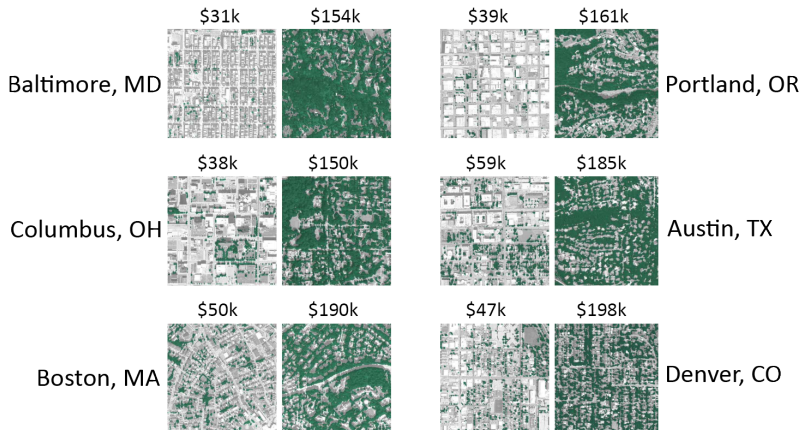 $31k $154k $39k $161k
Baltimore, MD Portland, OR
$38k $150k $59k $185k
Columbus, OH Austin, TX
$50k $190k $47k $198k
Boston, MA Denver, CO